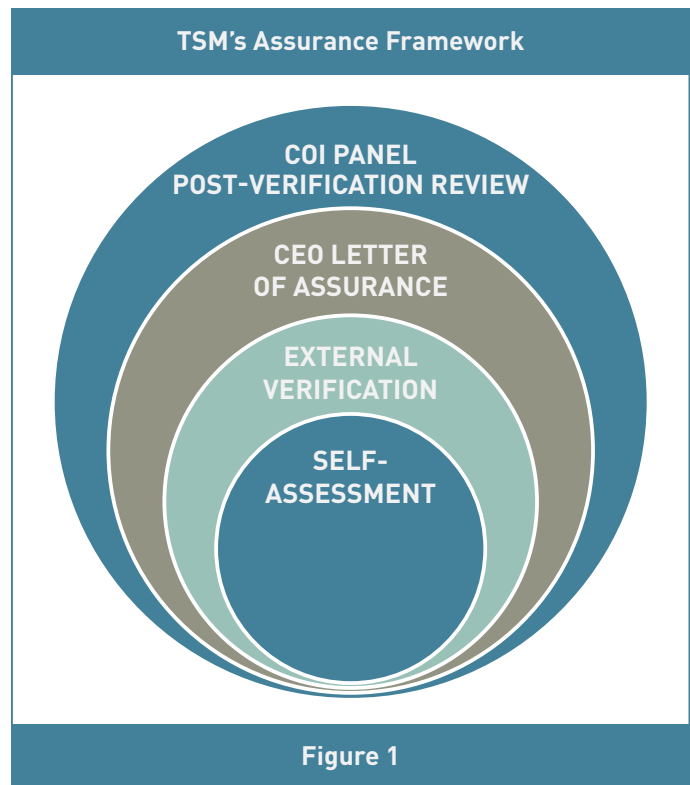 TSM's Assurance Framework
COI PANEL
POST-VERIFICATION REVIEW
CEO LETTER
OF ASSURANCE
EXTERNAL
VERIFICATION
SELF-
ASSESSMENT
Figure 1